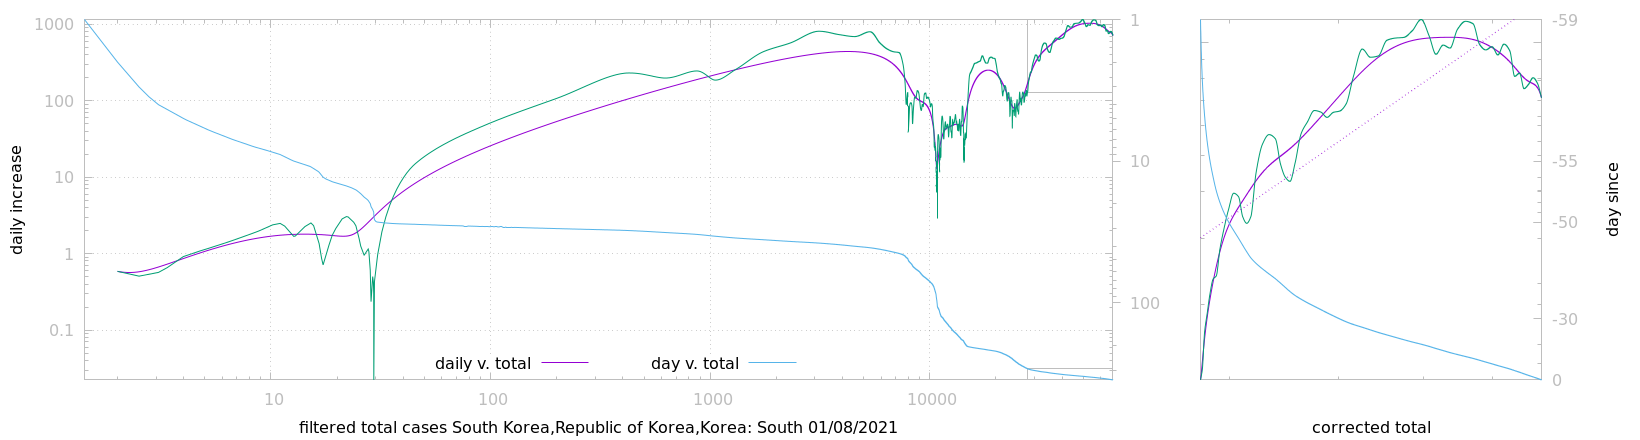 1000
100
10
1
0.1
daily increase
daily v. total
day v. total
10
100
1000
10000
filtered total cases South Korea,Republic of Korea,Korea: South 01/08/2021
1
10
100
-59
-55
-50
-30
0
day since
corrected total